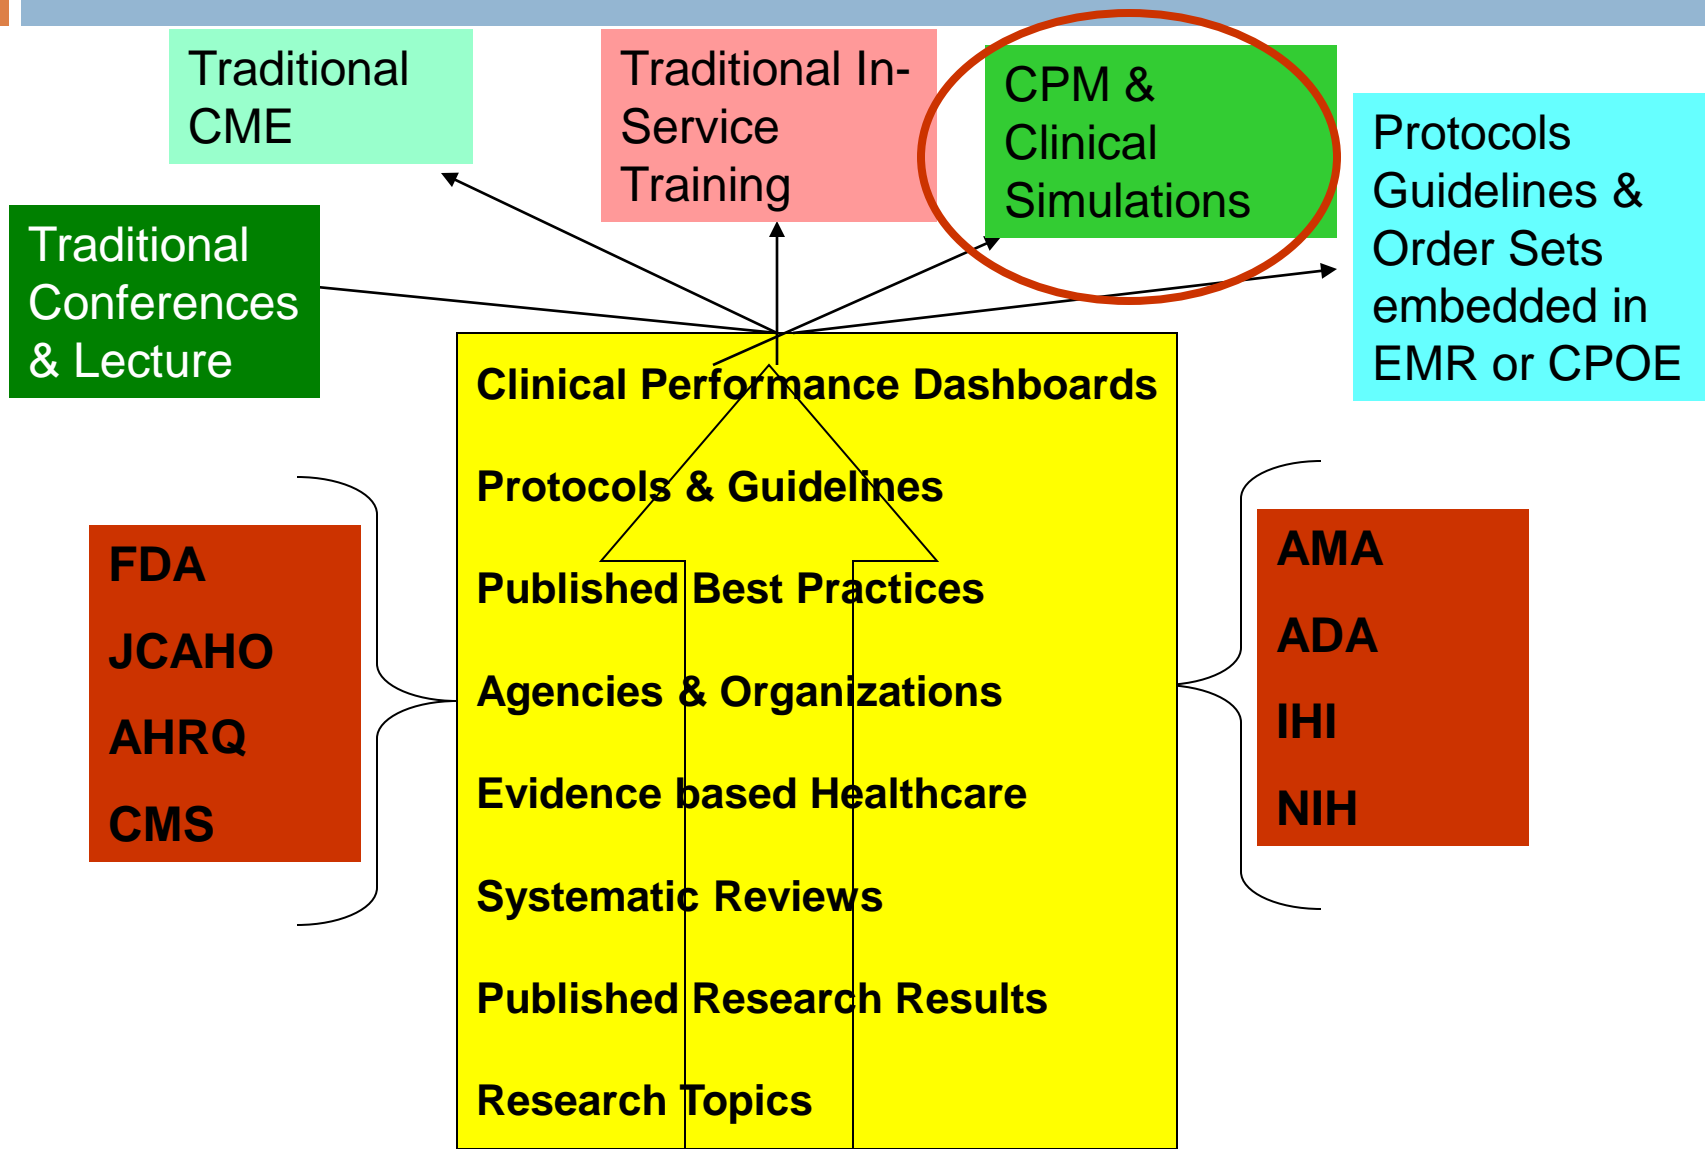 Traditional
CME
Traditional In-
Service
Training
CPM &
Clinical
Simulations
Protocols
Guidelines &
Order Sets
embedded in
EMR or CPOE
Traditional
Conferences
& Lecture
Clinical Performance Dashboards
Protocols & Guidelines
Published Best Practices
Agencies & Organizations
Evidence based Healthcare
Systematic Reviews
Published Research Results
Research Topics
FDA
JCAHO
AHRQ
CMS
AMA
ADA
IHI
NIH